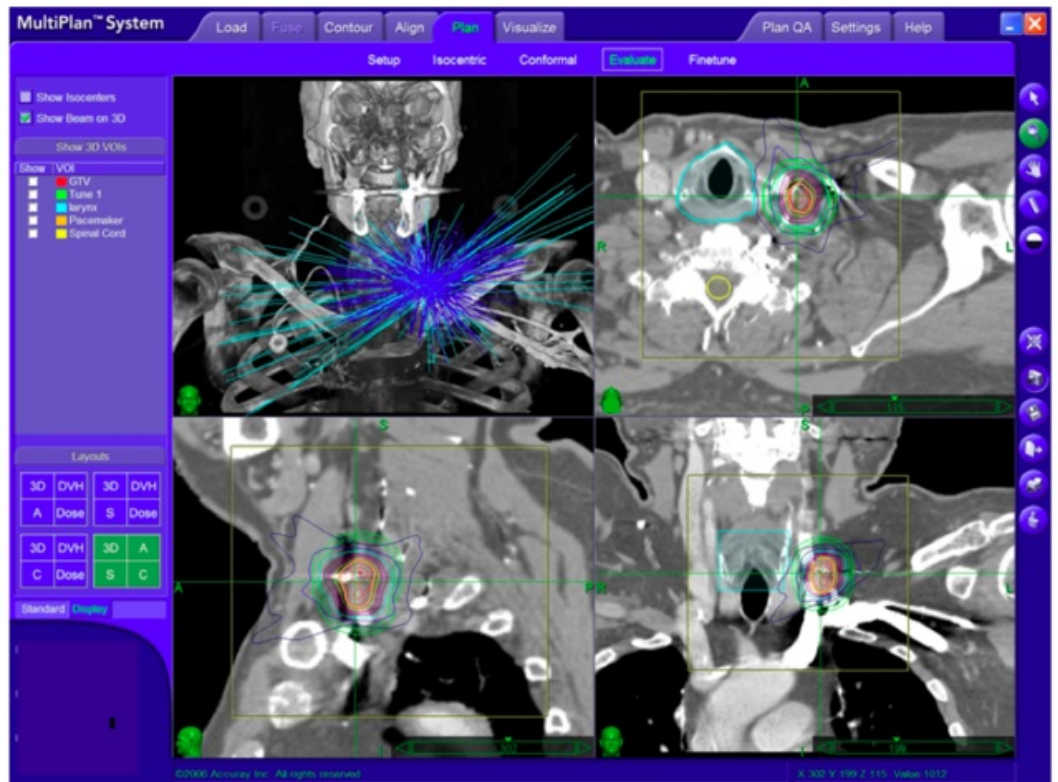 MultiPlan™ System
Load Fuse Contour Align Plan Visualize Plan QA Settings Help
Setup Isocentric Conformal Evaluate Finetune
Show Isocenters
Show Beam on 3D
Show 3D VOIs
Show VOI
GTV
Tune 1
larynx
Pacemaker
Spinal Cord
A
R
L
P
115
Layouts
3D DVH 3D DVH
A Dose S Dose
3D DVH 3D A
C Dose S C
Standard Display
S
A
P
I
302
S
R
L
I
199
©2006 Accuray Inc. All rights reserved
X 302 Y 199 Z 115 Value 1012